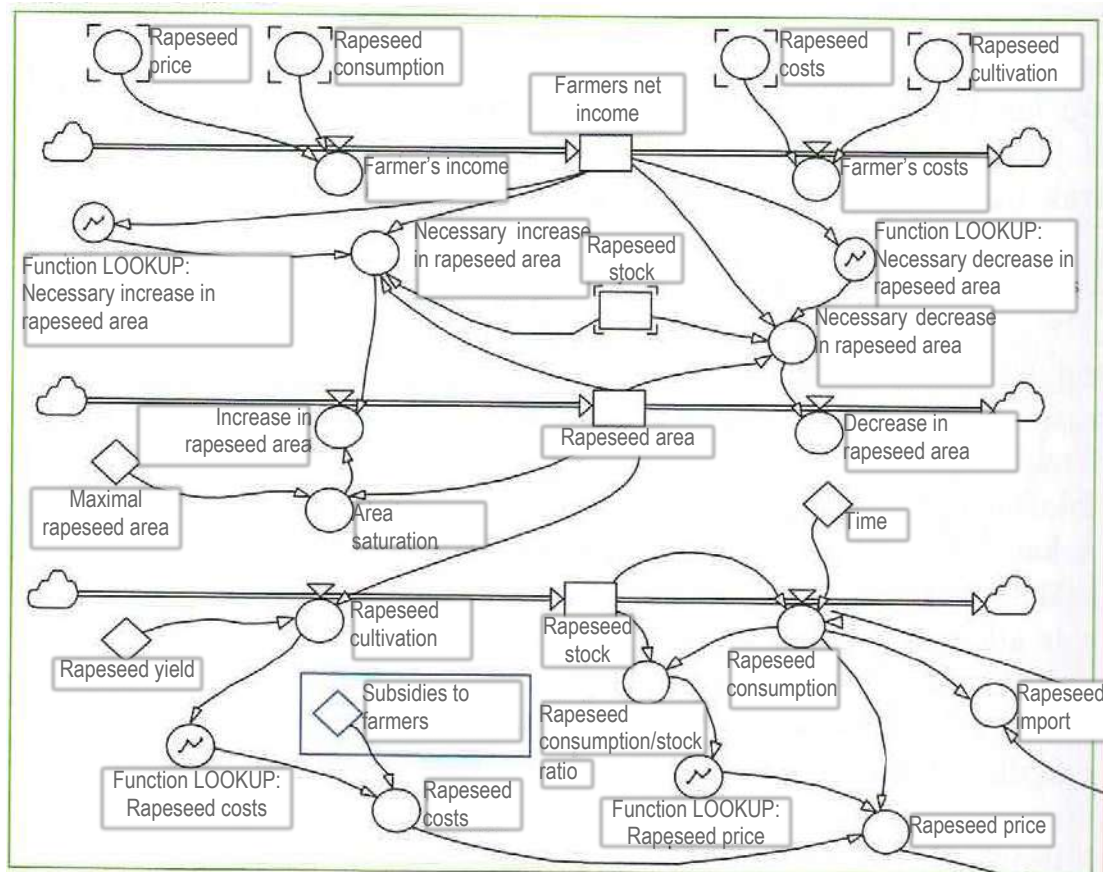 Rapeseed
price
Rapeseed
consumption
Rapeseed
costs
Rapeseed
cultivation
Farmers net
income
Farmer's income
Farmer's costs
Function LOOKUP:
Necessary increase in
rapeseed area
Necessary increase
in rapeseed area
Rapeseed
stock
Function LOOKUP:
Necessary decrease in
rapeseed area
Necessary decrease
in rapeseed area
Increase in
rapeseed area
Rapeseed area
Decrease in
rapeseed area
Maximal
rapeseed area
Area
saturation
Time
Rapeseed
cultivation
Rapeseed
stock
Rapeseed
consumption
Rapeseed yield
Subsidies to
farmers
Rapeseed
consumption/stock
ratio
Rapeseed
import
Function LOOKUP:
Rapeseed costs
Rapeseed
costs
Function LOOKUP:
Rapeseed price
Rapeseed price